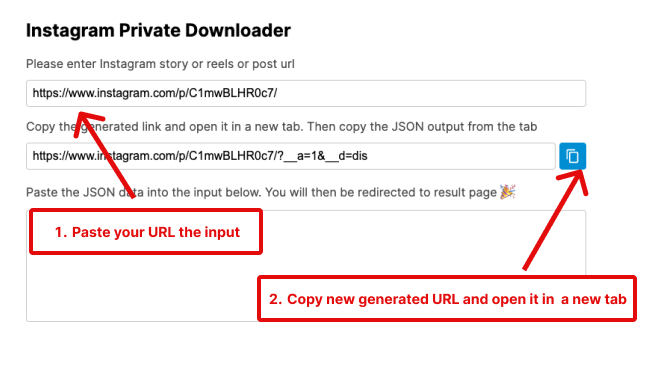 Instagram Private Downloader
Please enter Instagram story or reels or post url
https://www.instagram.com/p/C1mwBLHR0c7/
Copy the generated link and open it in a new tab. Then copy the JSON output from the tab
https://www.instagram.com/p/C1mwBLHR0c7/?__a=1&__d=dis
Paste the JSON data into the input below. You will then be redirected to result page 🎉
1. Paste your URL the input
2. Copy new generated URL and open it in a new tab